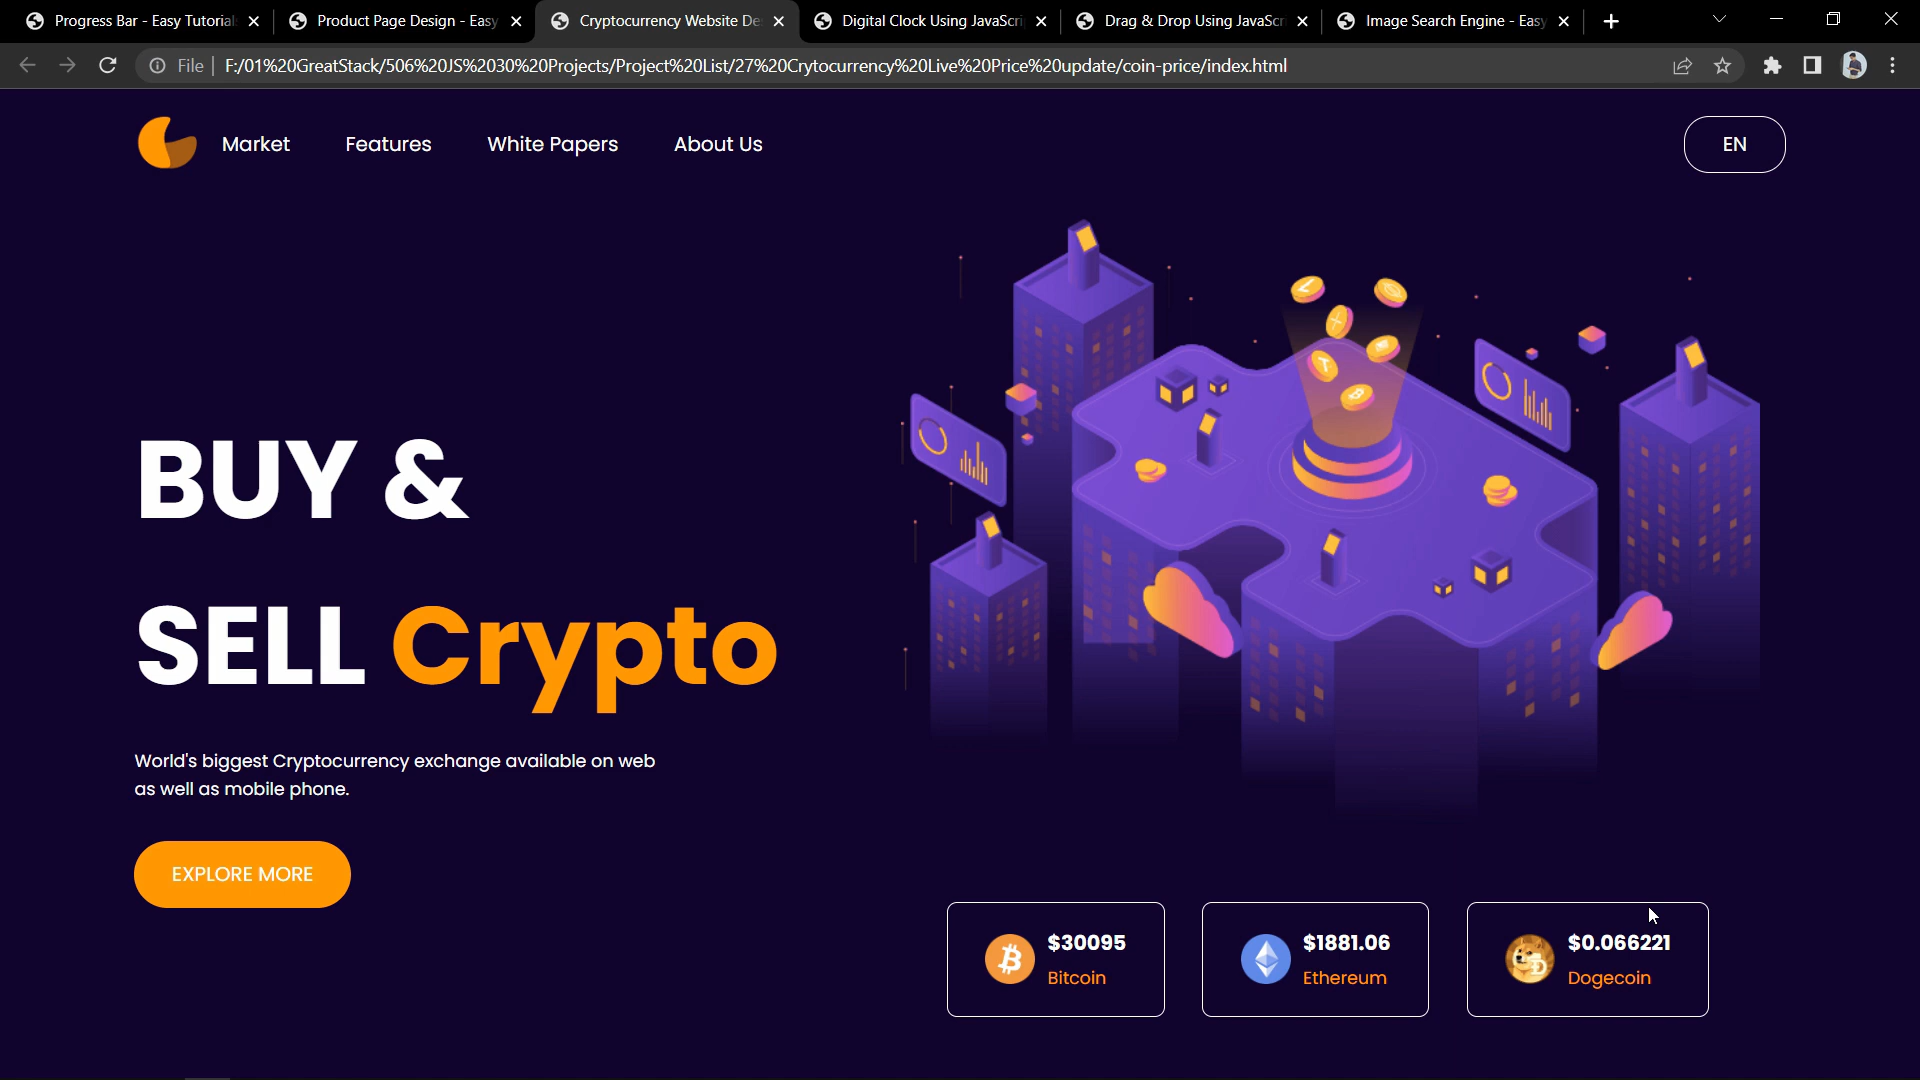 Progress Bar - Easy Tutorial
Product Page Design - Easy
Cryptocurrency Website De
Digital Clock Using JavaScri
Drag & Drop Using JavaScr
Image Search Engine - Easy
File
F:/01%20GreatStack/506%20JS%2030%20Projects/Project%20List/27%20Crytocurrency%20Live%20Price%20update/coin-price/index.html
Market
Features
White Papers
About Us
EN
BUY &
SELL Crypto
World's biggest Cryptocurrency exchange available on web
as well as mobile phone.
EXPLORE MORE
$30095
Bitcoin
$1881.06
Ethereum
$0.066221
Dogecoin